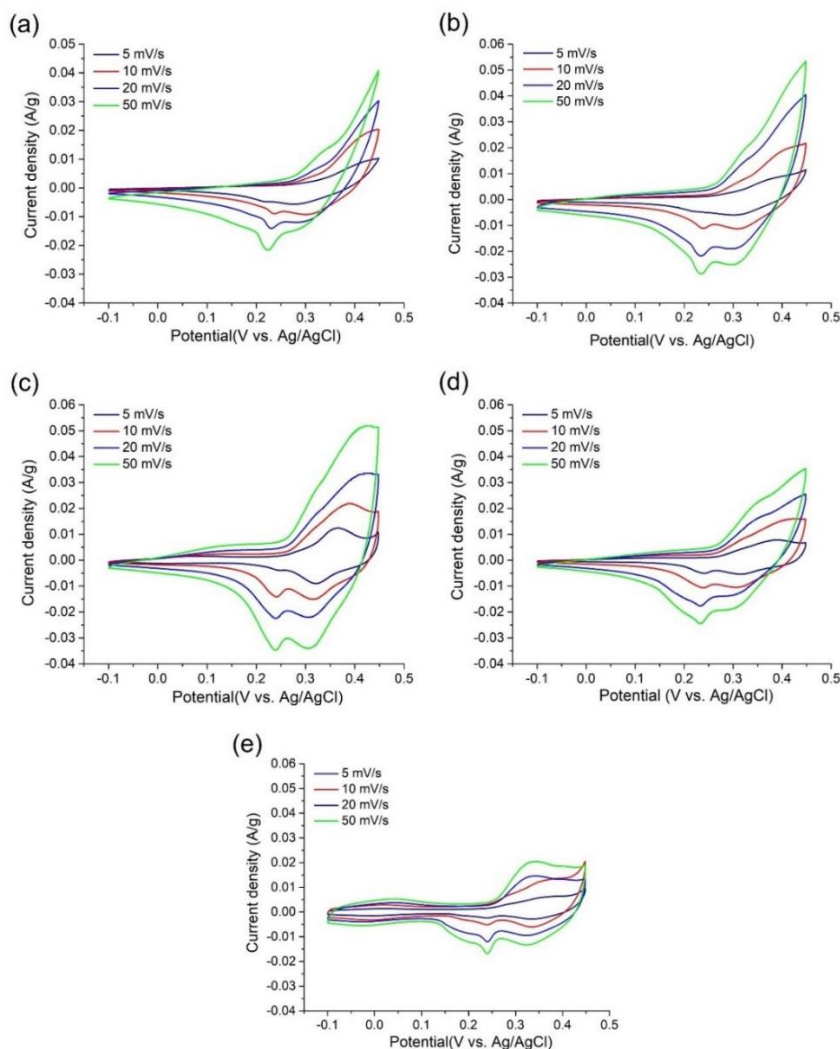 (a)
5 mV/s
10 mV/s
20 mV/s
50 mV/s
0.05
0.04
0.03
0.02
0.01
0.00
-0.01
-0.02
-0.03
-0.04
Current density (A/g)
-0.1 0.0 0.1 0.2 0.3 0.4 0.5
Potential(V vs. Ag/AgCl)
(b)
5 mV/s
10 mV/s
20 mV/s
50 mV/s
0.06
0.05
0.04
0.03
0.02
0.01
0.00
-0.01
-0.02
-0.03
-0.04
Current density (A/g)
-0.1 0.0 0.1 0.2 0.3 0.4 0.5
Potential(V vs. Ag/AgCl)
(c)
5 mV/s
10 mV/s
20 mV/s
50 mV/s
0.06
0.05
0.04
0.03
0.02
0.01
0.00
-0.01
-0.02
-0.03
-0.04
Current density (A/g)
-0.1 0.0 0.1 0.2 0.3 0.4 0.5
Potential(V vs. Ag/AgCl)
(d)
5 mV/s
10 mV/s
20 mV/s
50 mV/s
0.06
0.05
0.04
0.03
0.02
0.01
0.00
-0.01
-0.02
-0.03
-0.04
Current density (A/g)
-0.1 0.0 0.1 0.2 0.3 0.4 0.5
Potential (V vs. Ag/AgCl)
(e)
5 mV/s
10 mV/s
20 mV/s
50 mV/s
0.06
0.05
0.04
0.03
0.02
0.01
0.00
-0.01
-0.02
-0.03
-0.04
Current density (A/g)
-0.1 0.0 0.1 0.2 0.3 0.4 0.5
Potential(V vs. Ag/AgCl)